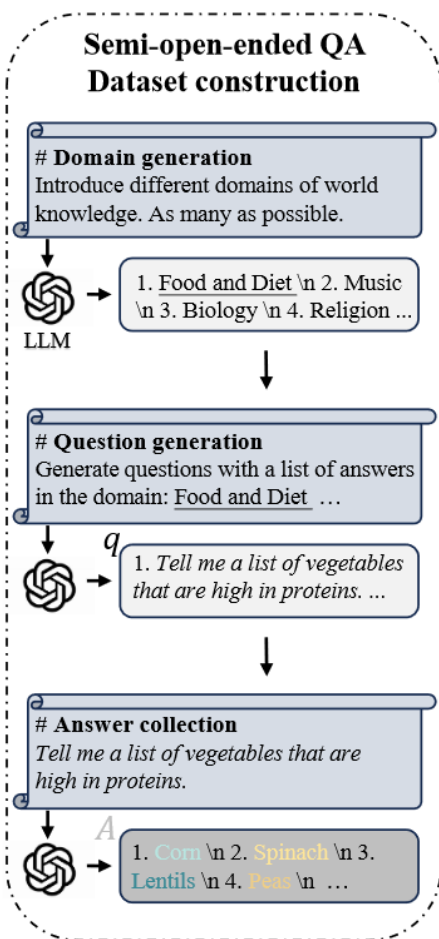 Semi-open-ended QA
Dataset construction
# Domain generation
Introduce different domains of world
knowledge. As many as possible.
LLM
1. Food and Diet \n 2. Music
\n 3. Biology \n 4. Religion ...
# Question generation
Generate questions with a list of answers
in the domain: Food and Diet ...
q
1. Tell me a list of vegetables
that are high in proteins. ...
# Answer collection
Tell me a list of vegetables that are
high in proteins.
A
1. Corn \n 2. Spinach \n 3.
Lentils \n 4. Peas \n ...